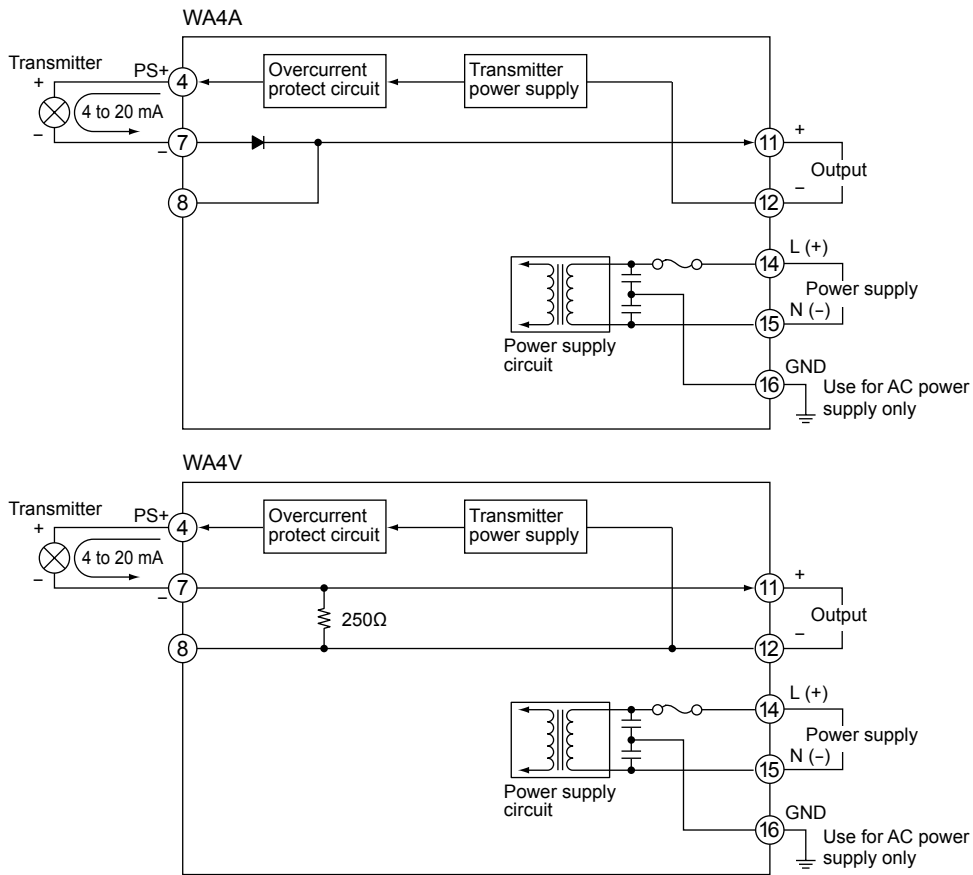 WA4A
Transmitter
+
−
PS+
4
4 to 20 mA
7
−
8
Overcurrent
protect circuit
Transmitter
power supply
11
+
Output
−
12
L (+)
14
Power supply
N (−)
15
Power supply
circuit
GND
16
Use for AC power
supply only
WA4V
Transmitter
+
−
PS+
4
4 to 20 mA
7
−
8
Overcurrent
protect circuit
Transmitter
power supply
250Ω
11
+
Output
−
12
L (+)
14
Power supply
N (−)
15
Power supply
circuit
GND
16
Use for AC power
supply only